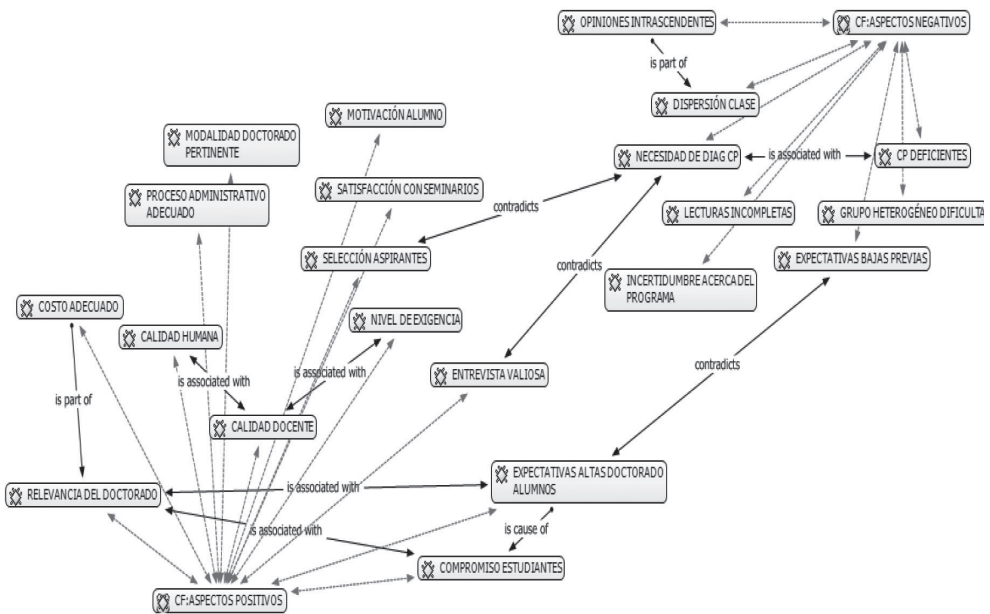 OPINIONES INTRASCENDENTES
CF:ASPECTOS NEGATIVOS
is part of
DISPERSIÓN CLASE
MOTIVACIÓN ALUMNO
MODALIDAD DOCTORADO
PERTINENTE
NECESIDAD DE DIAG CP
is associated with
CP DEFICIENTES
PROCESO ADMINISTRATIVO
ADECUADO
SATISFACCIÓN CON SEMINARIOS
contradicts
LECTURAS INCOMPLETAS
GRUPO HETEROGÉNEO DIFICULTA
SELECCIÓN ASPIRANTES
contradicts
EXPECTATIVAS BAJAS PREVIAS
INCERTIDUMBRE ACERCA DEL
PROGRAMA
COSTO ADECUADO
CALIDAD HUMANA
NIVEL DE EXIGENCIA
contradicts
is associated with
is associated with
ENTREVISTA VALIOSA
is part of
CALIDAD DOCENTE
RELEVANCIA DEL DOCTORADO
is associated with
EXPECTATIVAS ALTAS DOCTORADO
ALUMNOS
is associated with
is cause of
COMPROMISO ESTUDIANTES
CF:ASPECTOS POSITIVOS